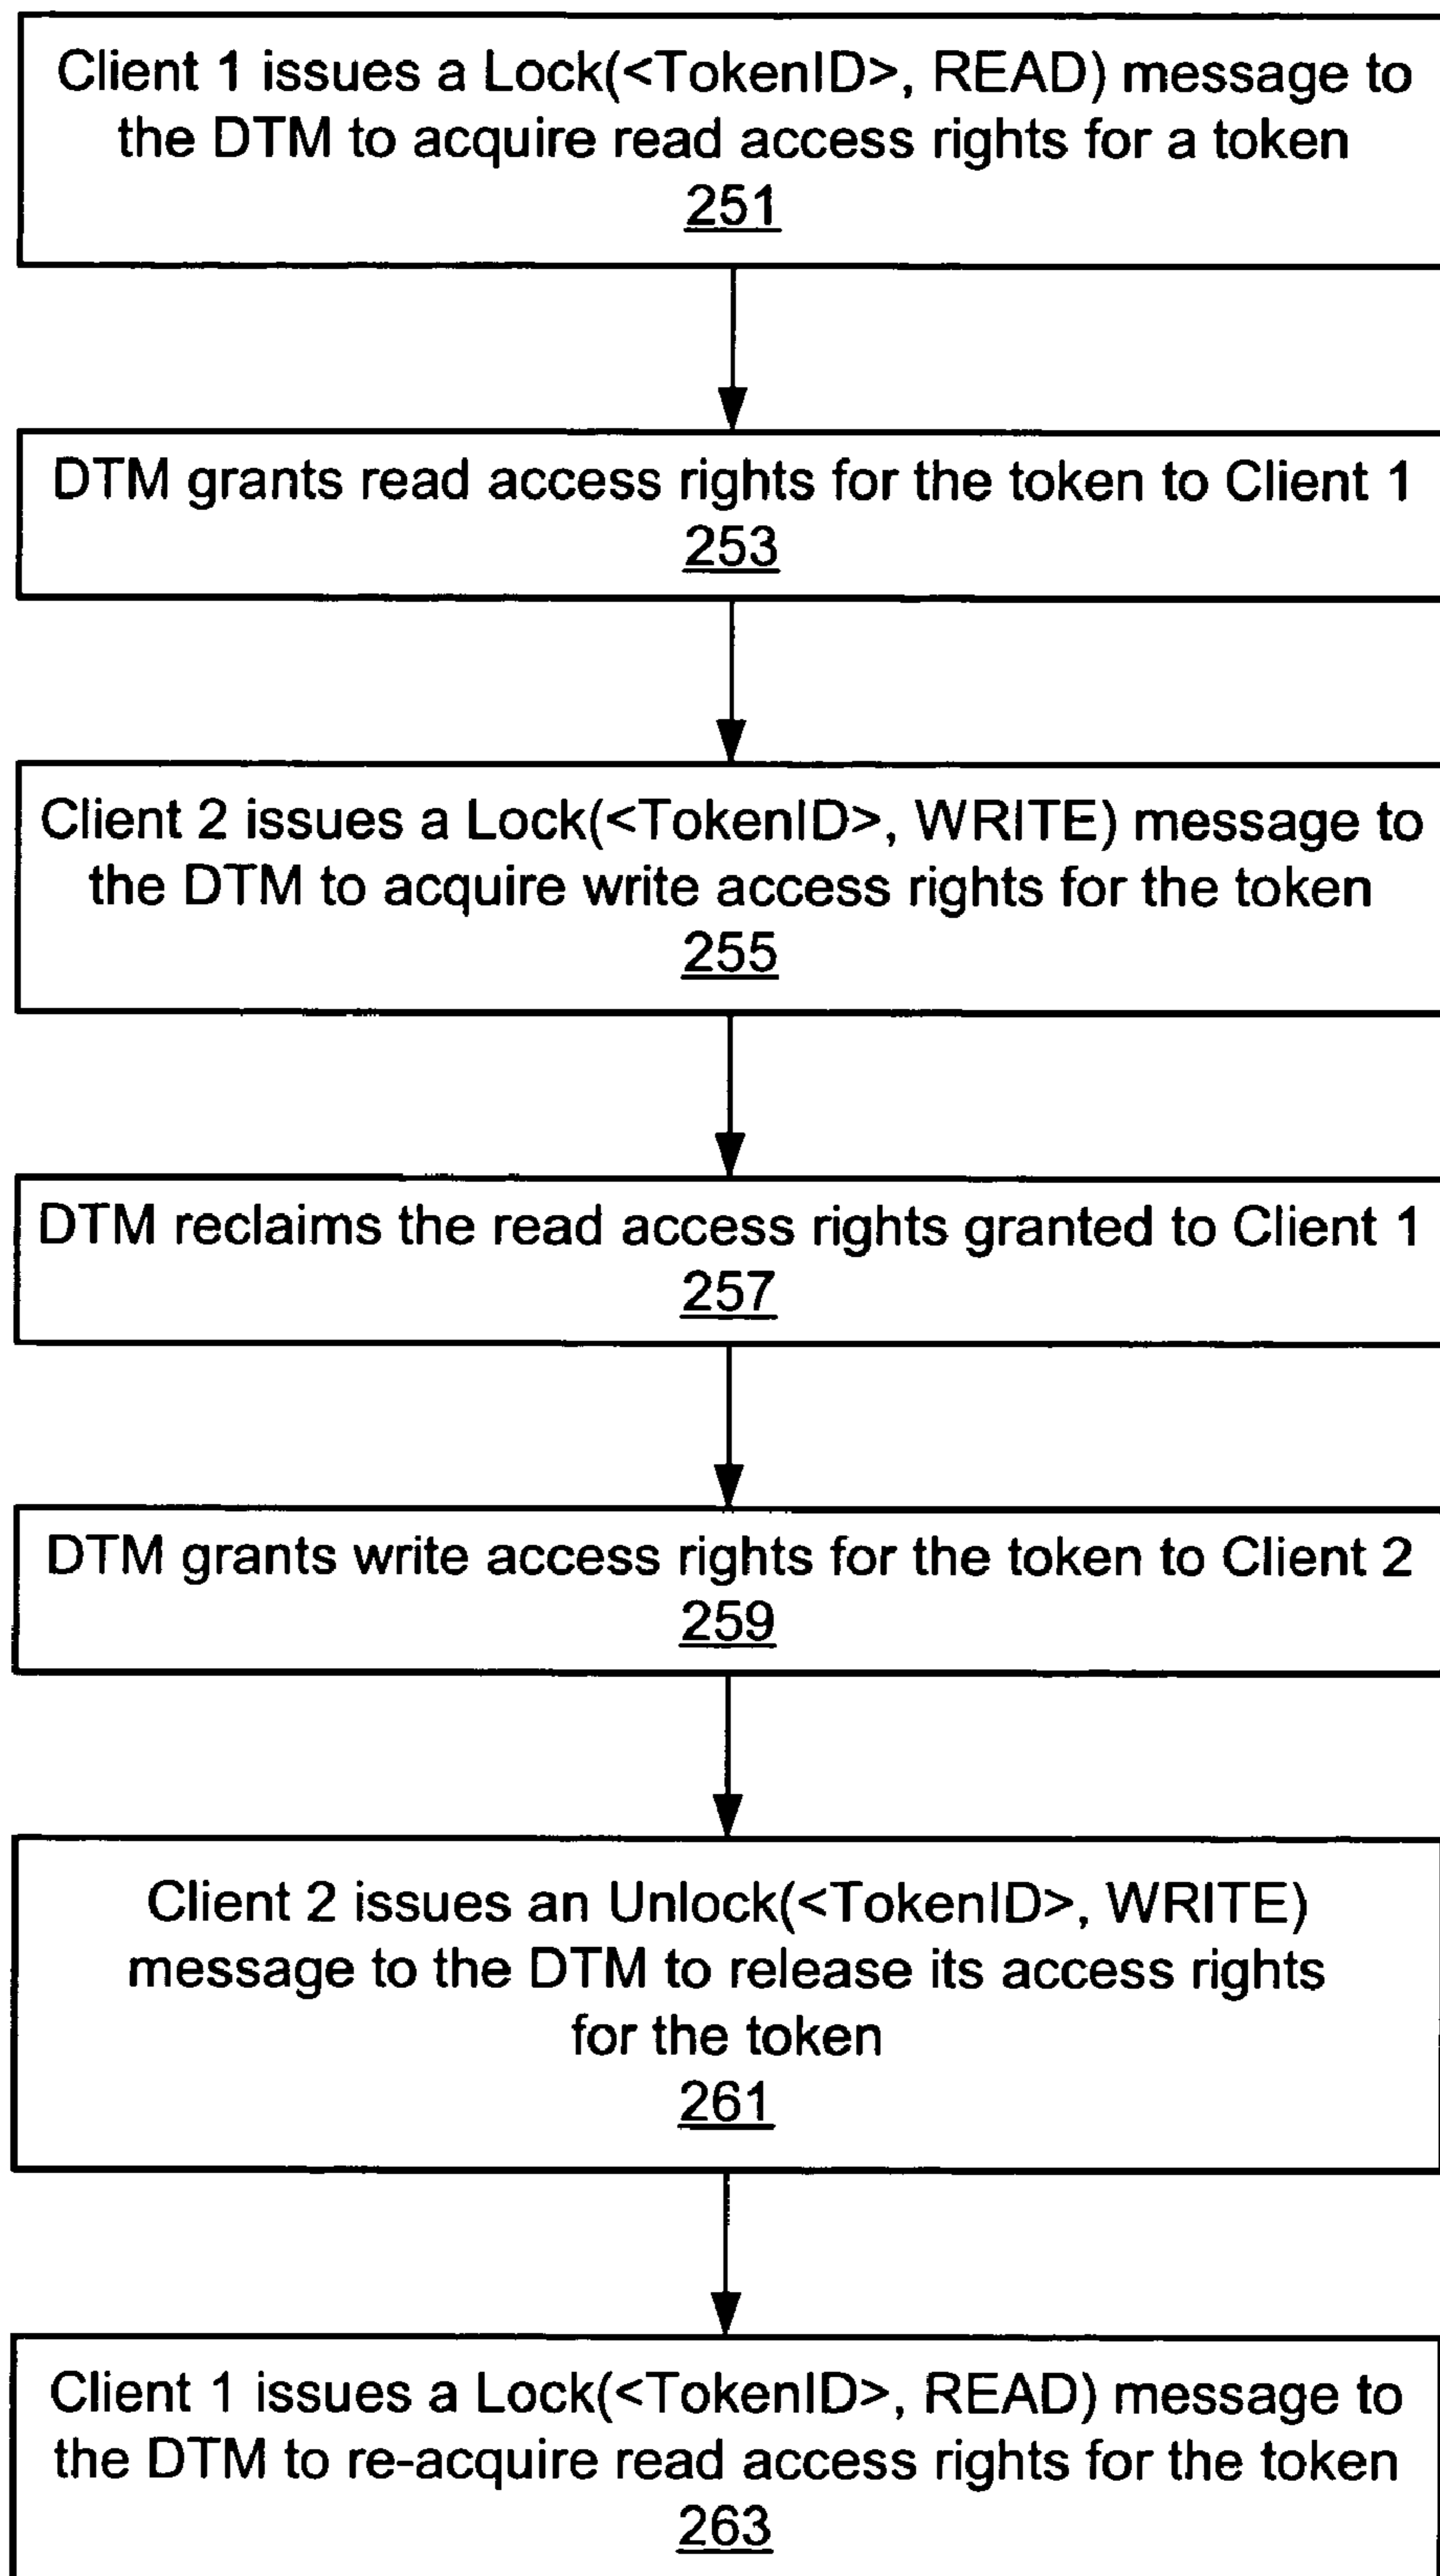 Client 1 issues a Lock(<TokenID>, READ) message to
the DTM to acquire read access rights for a token
251
DTM grants read access rights for the token to Client 1
253
Client 2 issues a Lock(<TokenID>, WRITE) message to
the DTM to acquire write access rights for the token
255
DTM reclaims the read access rights granted to Client 1
257
DTM grants write access rights for the token to Client 2
259
Client 2 issues an Unlock(<TokenID>, WRITE)
message to the DTM to release its access rights
for the token
261
Client 1 issues a Lock(<TokenID>, READ) message to
the DTM to re-acquire read access rights for the token
263